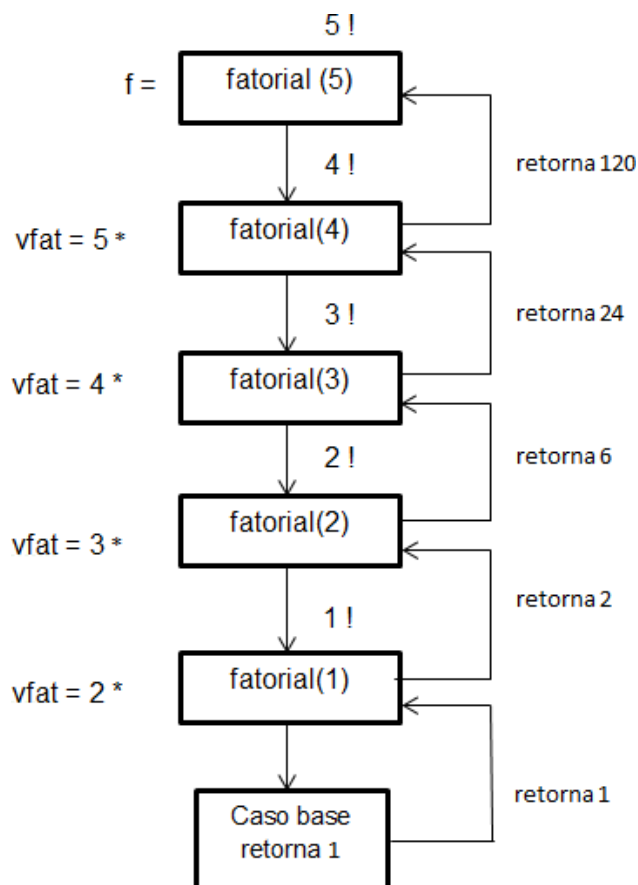 5 !
f =
fatorial (5)
4 !
retorna 120
vfat = 5 *
fatorial(4)
3 !
retorna 24
vfat = 4 *
fatorial(3)
2 !
retorna 6
vfat = 3 *
fatorial(2)
1 !
retorna 2
vfat = 2 *
fatorial(1)
retorna 1
Caso base
retorna 1